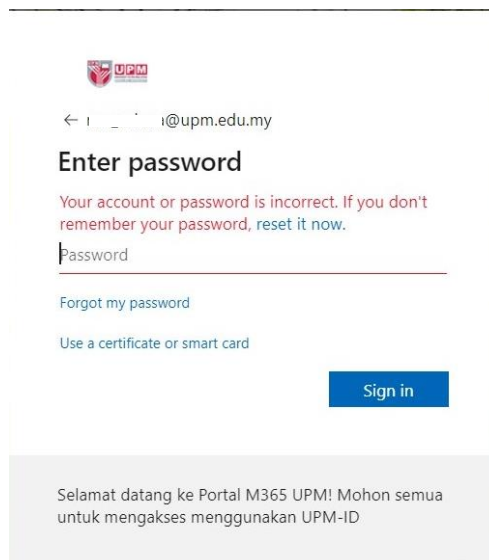 UPM
@upm.edu.my
Enter password
Your account or password is incorrect. If you don't
remember your password, reset it now.
Password
Forgot my password
Use a certificate or smart card
Sign in
Selamat datang ke Portal M365 UPM! Mohon semua
untuk mengakses menggunakan UPM-ID